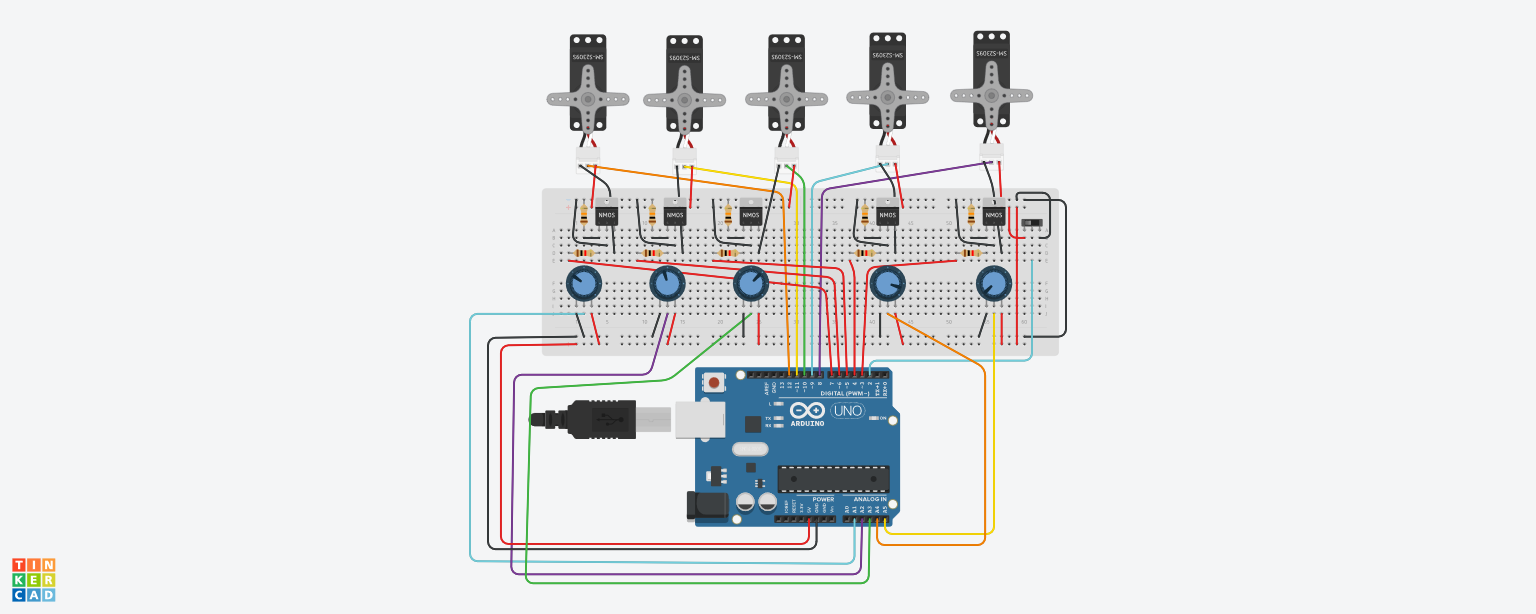 SM-S2309S
SM-S2309S
SM-S2309S
SM-S2309S
SM-S2309S
NMOS
NMOS
NMOS
NMOS
NMOS
AREF
GND
13
12
~11
~10
~9
8
7
~6
~5
4
~3
2
TX→1
RX←0
DIGITAL (PWM~)
L
TX
RX
UNO
ON
ARDUINO
POWER
ANALOG IN
IOREF
RESET
3.3V
5V
GND
GND
Vin
A0
A1
A2
A3
A4
A5
TIN
KER
CAD